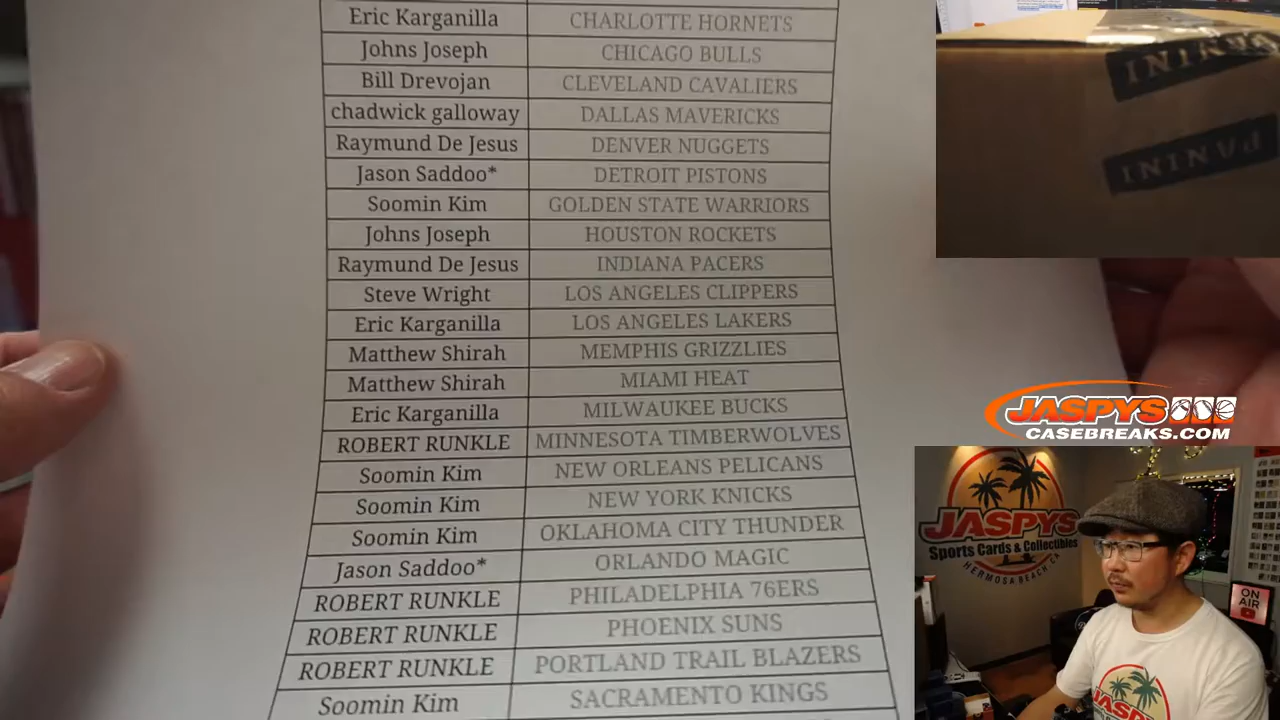 Eric Karganilla CHARLOTTE HORNETS
Johns Joseph CHICAGO BULLS
Bill Drevojan CLEVELAND CAVALIERS
chadwick galloway DALLAS MAVERICKS
Raymund De Jesus DENVER NUGGETS
Jason Saddoo* DETROIT PISTONS
Soomin Kim GOLDEN STATE WARRIORS
Johns Joseph HOUSTON ROCKETS
Raymund De Jesus INDIANA PACERS
Steve Wright LOS ANGELES CLIPPERS
Eric Karganilla LOS ANGELES LAKERS
Matthew Shirah MEMPHIS GRIZZLIES
Matthew Shirah MIAMI HEAT
Eric Karganilla MILWAUKEE BUCKS
ROBERT RUNKLE MINNESOTA TIMBERWOLVES
Soomin Kim NEW ORLEANS PELICANS
Soomin Kim NEW YORK KNICKS
Soomin Kim OKLAHOMA CITY THUNDER
Jason Saddoo* ORLANDO MAGIC
ROBERT RUNKLE PHILADELPHIA 76ERS
ROBERT RUNKLE PHOENIX SUNS
ROBERT RUNKLE PORTLAND TRAIL BLAZERS
Soomin Kim SACRAMENTO KINGS
PANINI
JASPYS
CASEBREAKS.COM
JASPYS
Sports Cards & Collectibles
HERMOSA BEACH CA
ON
AIR
JASPYS